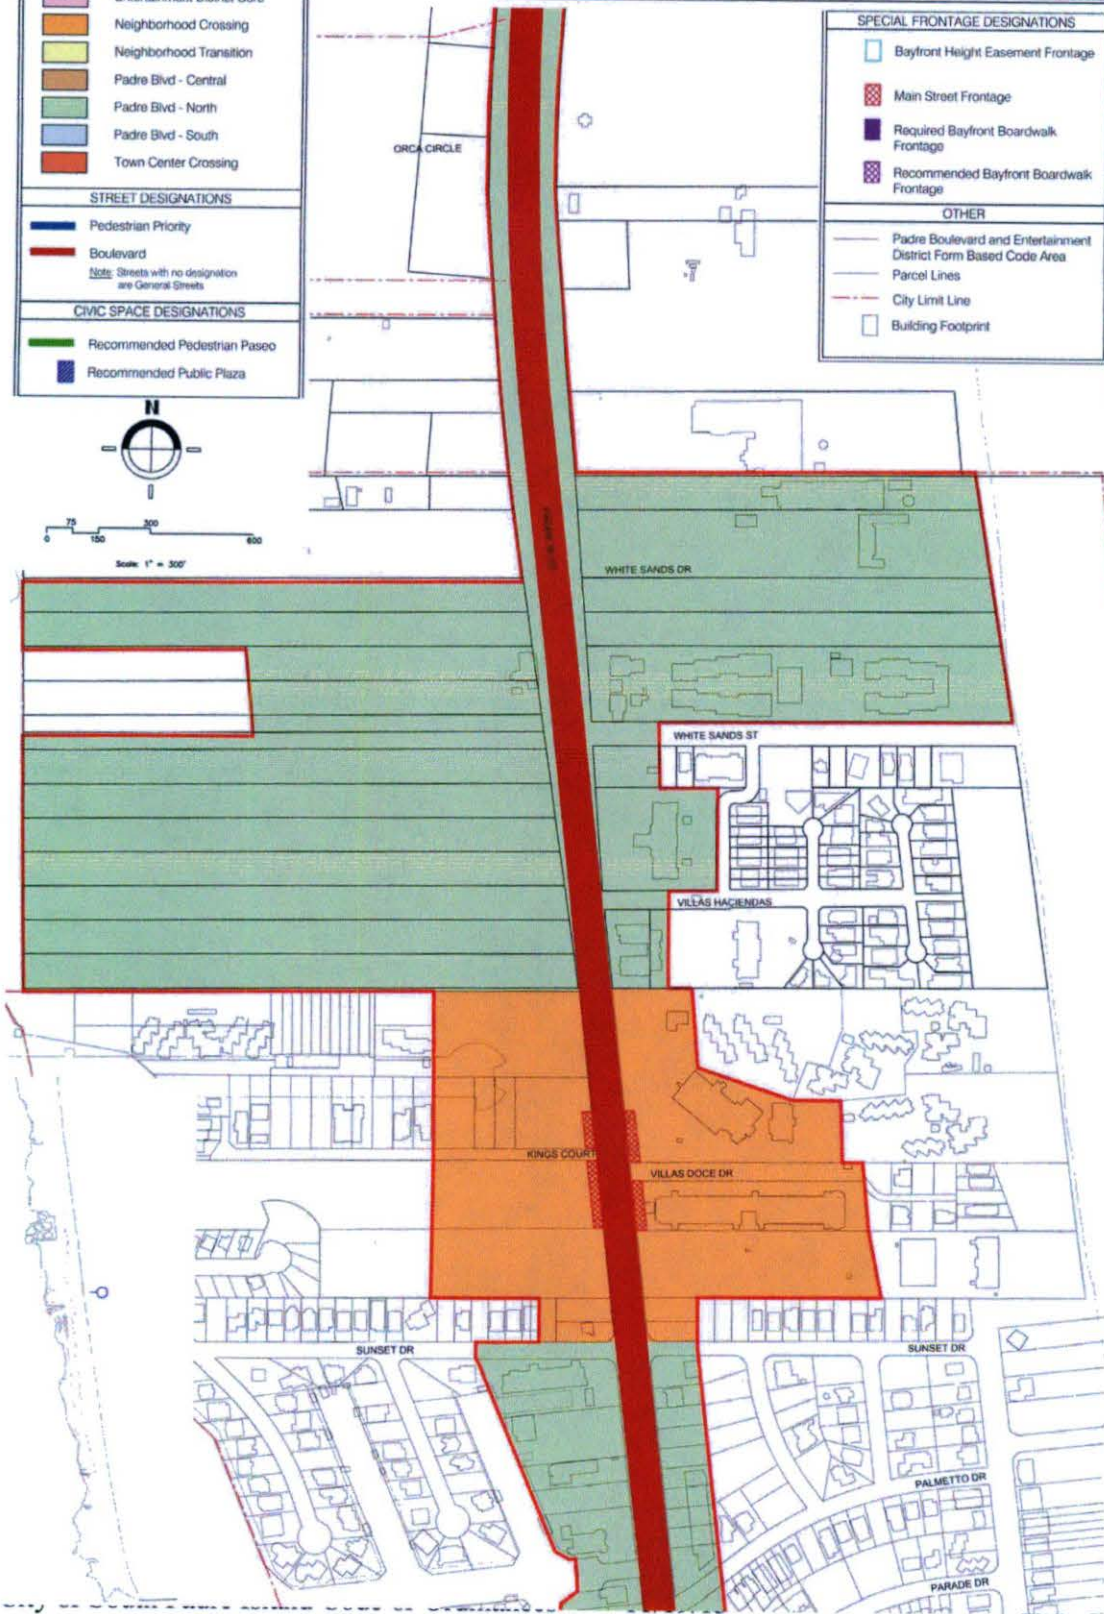 Neighborhood Crossing
Neighborhood Transition
Padre Blvd - Central
Padre Blvd - North
Padre Blvd - South
Town Center Crossing
STREET DESIGNATIONS
Pedestrian Priority
Boulevard
Note: Streets with no designation
are General Streets
CIVIC SPACE DESIGNATIONS
Recommended Pedestrian Paseo
Recommended Public Plaza
SPECIAL FRONTAGE DESIGNATIONS
Bayfront Height Easement Frontage
Main Street Frontage
Required Bayfront Boardwalk
Frontage
Recommended Bayfront Boardwalk
Frontage
OTHER
Padre Boulevard and Entertainment
District Form Based Code Area
Parcel Lines
City Limit Line
Building Footprint
N
75 300
0 150 600
Scale: 1" = 300'
ORCA CIRCLE
WHITE SANDS DR
WHITE SANDS ST
VILLAS HACIENDAS
KINGS COURT
VILLAS DOCE DR
SUNSET DR
SUNSET DR
PALMETTO DR
PARADE DR